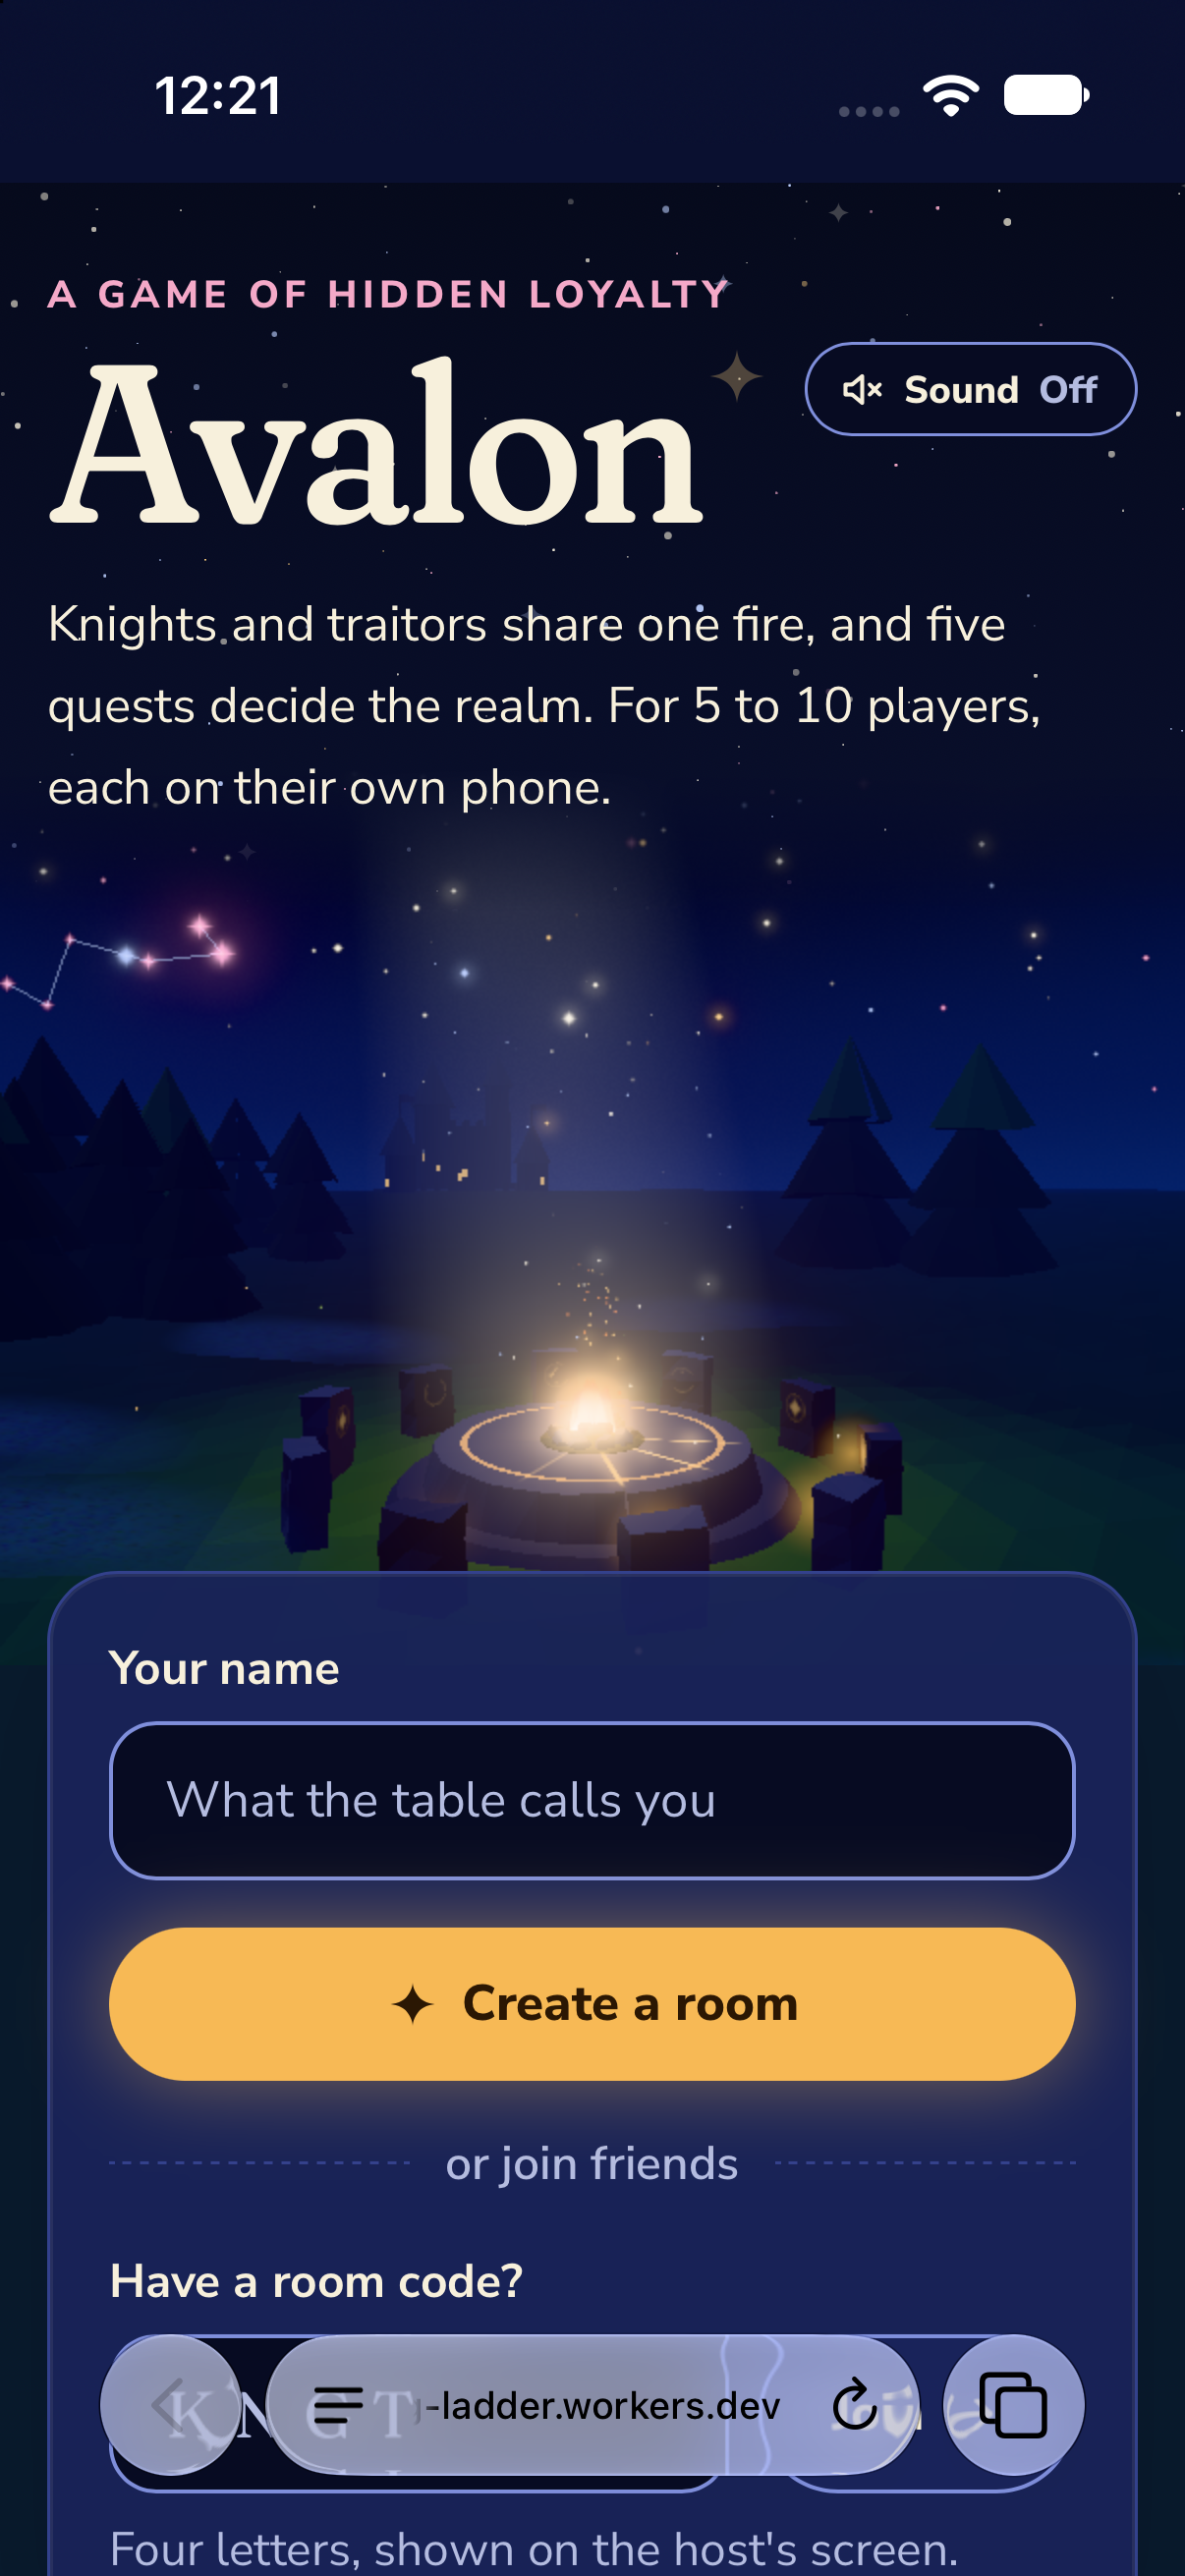 12:21
A GAME OF HIDDEN LOYALTY
Avalon
Sound Off
Knights and traitors share one fire, and five
quests decide the realm. For 5 to 10 players,
each on their own phone.
Your name
What the table calls you
Create a room
or join friends
Have a room code?
-ladder.workers.dev
Four letters, shown on the host's screen.